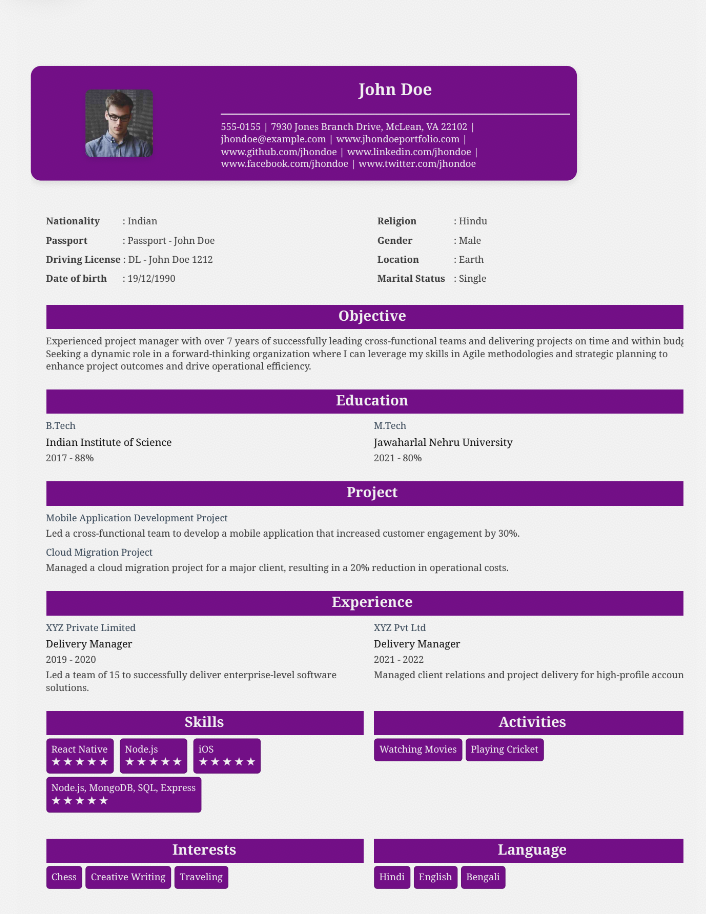 John Doe
555-0155 | 7930 Jones Branch Drive, McLean, VA 22102 |
jhondoe@example.com | www.jhondoeportfolio.com |
www.github.com/jhondoe | www.linkedin.com/jhondoe |
www.facebook.com/jhondoe | www.twitter.com/jhondoe
Nationality : Indian
Religion : Hindu
Passport : Passport - John Doe
Gender : Male
Driving License : DL - John Doe 1212
Location : Earth
Date of birth : 19/12/1990
Marital Status : Single
Objective
Experienced project manager with over 7 years of successfully leading cross-functional teams and delivering projects on time and within
Seeking a dynamic role in a forward-thinking organization where I can leverage my skills in Agile methodologies and strategic planning to
enhance project outcomes and drive operational efficiency.
Education
B.Tech
Indian Institute of Science
2017 - 88%
M.Tech
Jawaharlal Nehru University
2021 - 80%
Project
Mobile Application Development Project
Led a cross-functional team to develop a mobile application that increased customer engagement by 30%.
Cloud Migration Project
Managed a cloud migration project for a major client, resulting in a 20% reduction in operational costs.
Experience
XYZ Private Limited
Delivery Manager
2019 - 2020
Led a team of 15 to successfully deliver enterprise-level software
solutions.
XYZ Pvt Ltd
Delivery Manager
2021 - 2022
Managed client relations and project delivery for high-profile accoun
Skills
React Native
★★★★★
Node.js
★★★★★
iOS
★★★★★
Node.js, MongoDB, SQL, Express
★★★★★
Activities
Watching Movies
Playing Cricket
Interests
Chess
Creative Writing
Traveling
Language
Hindi
English
Bengali